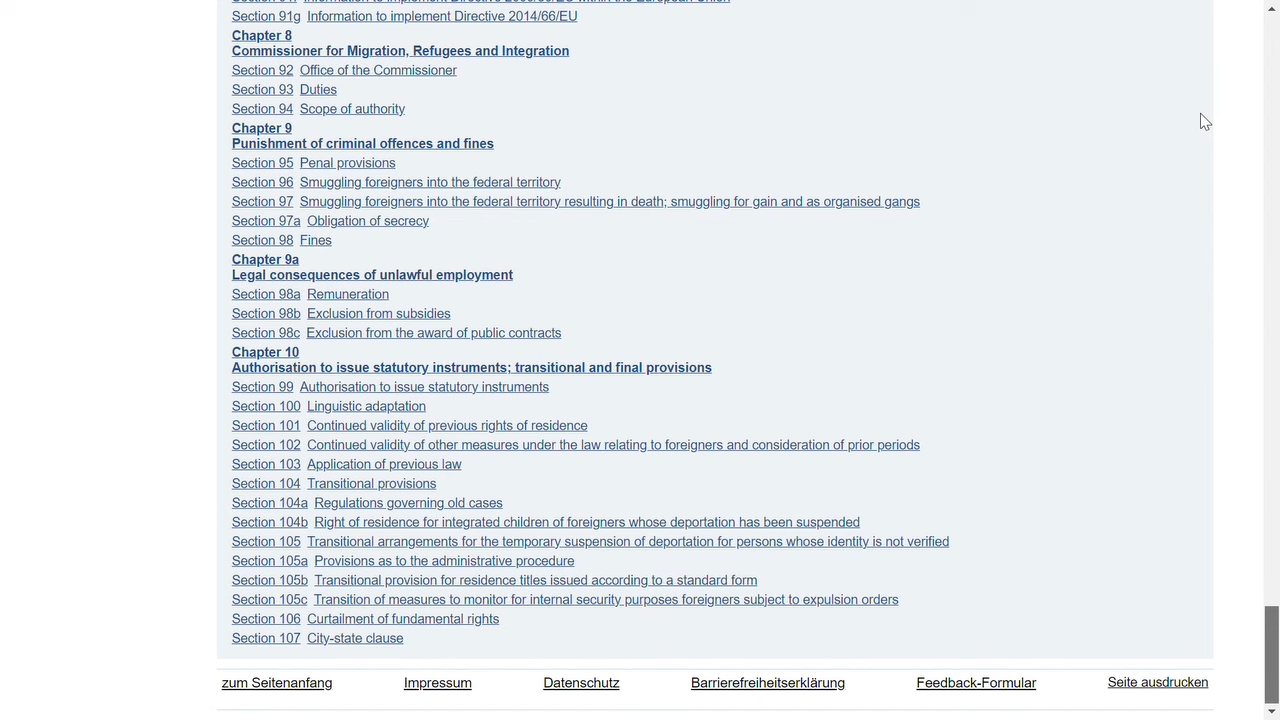 Section 91g Information to implement Directive 2014/66/EU
Chapter 8
Commissioner for Migration, Refugees and Integration
Section 92 Office of the Commissioner
Section 93 Duties
Section 94 Scope of authority
Chapter 9
Punishment of criminal offences and fines
Section 95 Penal provisions
Section 96 Smuggling foreigners into the federal territory
Section 97 Smuggling foreigners into the federal territory resulting in death; smuggling for gain and as organised gangs
Section 97a Obligation of secrecy
Section 98 Fines
Chapter 9a
Legal consequences of unlawful employment
Section 98a Remuneration
Section 98b Exclusion from subsidies
Section 98c Exclusion from the award of public contracts
Chapter 10
Authorisation to issue statutory instruments; transitional and final provisions
Section 99 Authorisation to issue statutory instruments
Section 100 Linguistic adaptation
Section 101 Continued validity of previous rights of residence
Section 102 Continued validity of other measures under the law relating to foreigners and consideration of prior periods
Section 103 Application of previous law
Section 104 Transitional provisions
Section 104a Regulations governing old cases
Section 104b Right of residence for integrated children of foreigners whose deportation has been suspended
Section 105 Transitional arrangements for the temporary suspension of deportation for persons whose identity is not verified
Section 105a Provisions as to the administrative procedure
Section 105b Transitional provision for residence titles issued according to a standard form
Section 105c Transition of measures to monitor for internal security purposes foreigners subject to expulsion orders
Section 106 Curtailment of fundamental rights
Section 107 City-state clause
zum Seitenanfang Impressum Datenschutz Barrierefreiheitserklärung Feedback-Formular Seite ausdrucken